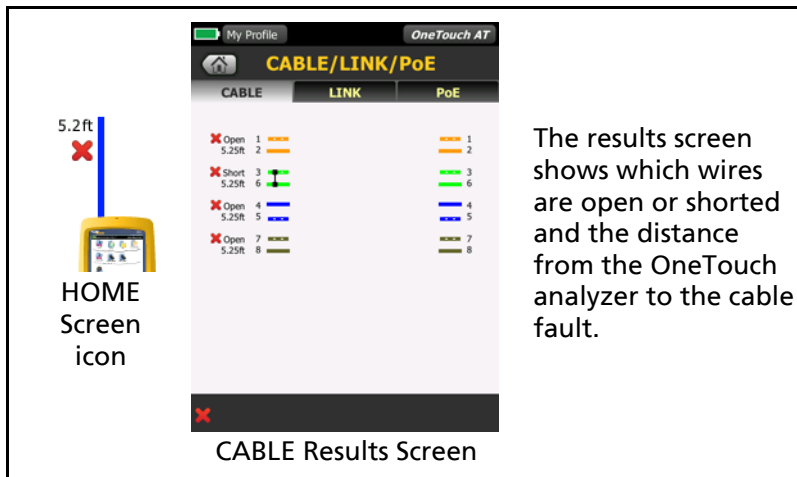 My Profile OneTouch AT
CABLE/LINK/PoE
CABLE LINK PoE
5.2ft
Open 1 1
5.25ft 2 2
Short 3 3
5.25ft 6 6
Open 4 4
5.25ft 5 5
Open 7 7
5.25ft 8 8
HOME
Screen
icon
The results screen
shows which wires
are open or shorted
and the distance
from the OneTouch
analyzer to the cable
fault.
CABLE Results Screen